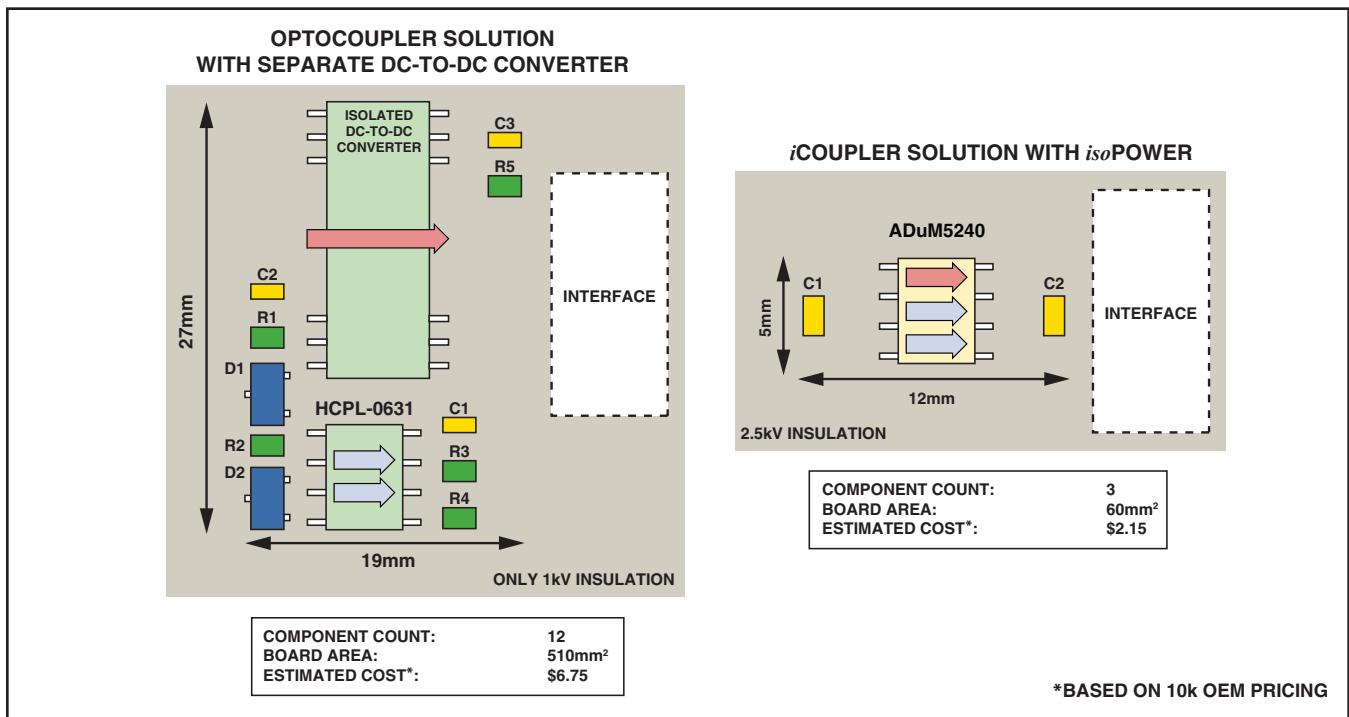 OPTOCOUPLER SOLUTION
WITH SEPARATE DC-TO-DC CONVERTER
ISOLATED
DC-TO-DC
CONVERTER
C3
R5
27mm
C2
R1
D1
R2
D2
HCPL-0631
C1
R3
R4
INTERFACE
19mm
ONLY 1kV INSULATION
COMPONENT COUNT: 12
BOARD AREA: 510mm²
ESTIMATED COST*: $6.75
iCOUPLER SOLUTION WITH isoPOWER
ADuM5240
C1
C2
5mm
12mm
INTERFACE
2.5kV INSULATION
COMPONENT COUNT: 3
BOARD AREA: 60mm²
ESTIMATED COST*: $2.15
*BASED ON 10k OEM PRICING